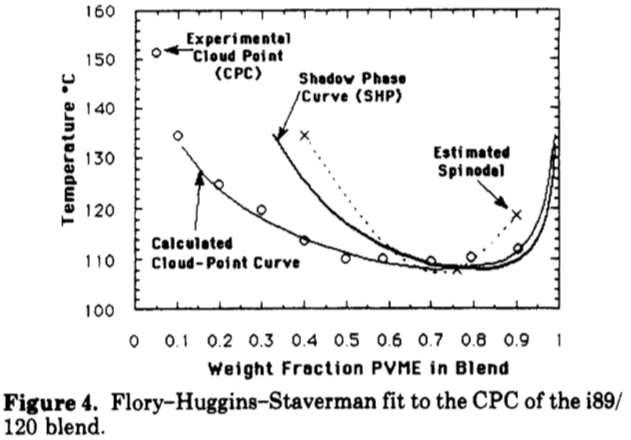 160
150
140
130
120
110
100
Temperature °C
Experimental
Cloud Point
(CPC)
Shadow Phase
Curve (SHP)
Estimated
Spinodal
Calculated
Cloud-Point Curve
0 0.1 0.2 0.3 0.4 0.5 0.6 0.7 0.8 0.9 1
Weight Fraction PVME in Blend
Figure 4. Flory–Huggins–Staverman fit to the CPC of the i89/
120 blend.